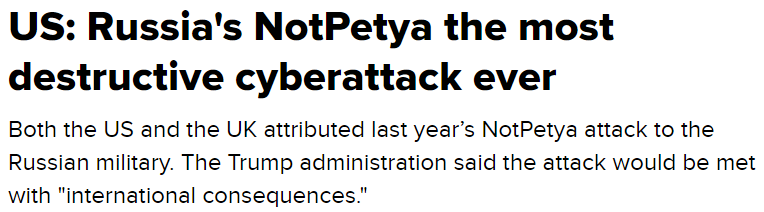 US: Russia's NotPetya the most
destructive cyberattack ever
Both the US and the UK attributed last year’s NotPetya attack to the
Russian military. The Trump administration said the attack would be met
with "international consequences."